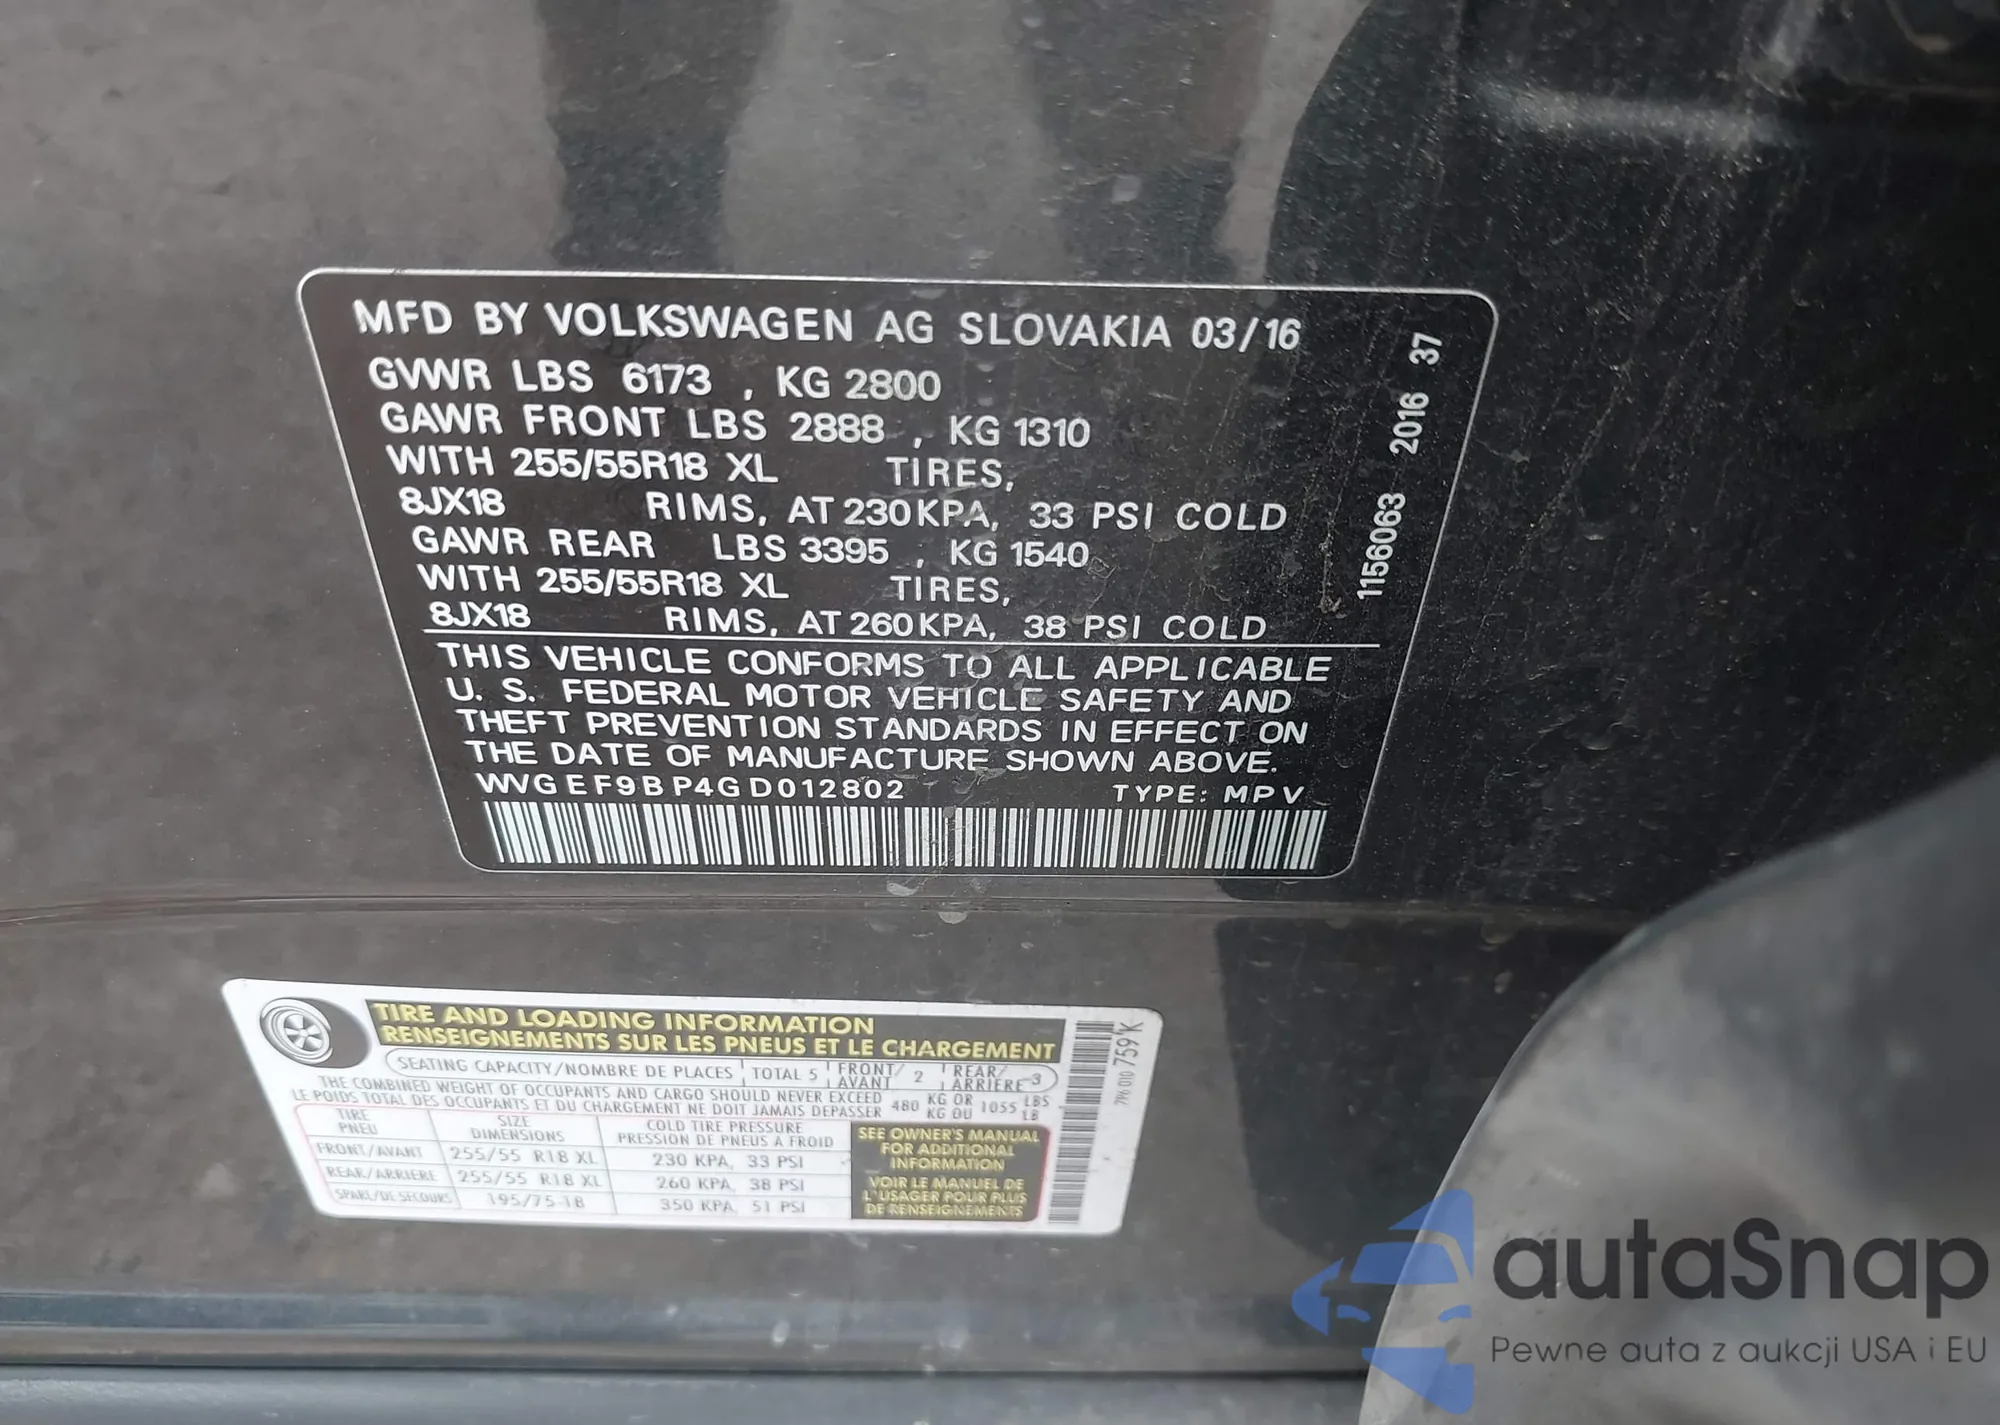 MFD BY VOLKSWAGEN AG SLOVAKIA 03/16
GVWR LBS 6173 , KG 2800
GAWR FRONT LBS 2888 , KG 1310
WITH 255/55R18 XL TIRES,
8JX18 RIMS, AT 230KPA, 33 PSI COLD
GAWR REAR LBS 3395 , KG 1540
WITH 255/55R18 XL TIRES,
8JX18 RIMS, AT 260KPA, 38 PSI COLD
THIS VEHICLE CONFORMS TO ALL APPLICABLE
U. S. FEDERAL MOTOR VEHICLE SAFETY AND
THEFT PREVENTION STANDARDS IN EFFECT ON
THE DATE OF MANUFACTURE SHOWN ABOVE.
WVGEF9BP4GD012802 TYPE: MPV
1156063 2016 37
TIRE AND LOADING INFORMATION
RENSEIGNEMENTS SUR LES PNEUS ET LE CHARGEMENT
SEATING CAPACITY/NOMBRE DE PLACES TOTAL 5 FRONT/AVANT 2 REAR/ARRIÈRE 3
THE COMBINED WEIGHT OF OCCUPANTS AND CARGO SHOULD NEVER EXCEED 480 KG OR 1055 LBS
LE POIDS TOTAL DES OCCUPANTS ET DU CHARGEMENT NE DOIT JAMAIS DEPASSER KG OU LB
TIRE SIZE COLD TIRE PRESSURE
PNEU DIMENSIONS PRESSION DE PNEUS A FROID
FRONT/AVANT 255/55 R18 XL 230 KPA, 33 PSI
REAR/ARRIÈRE 255/55 R18 XL 260 KPA, 38 PSI
SPARE/DE SECOURS 195/75-18 350 KPA, 51 PSI
SEE OWNER'S MANUAL
FOR ADDITIONAL
INFORMATION
VOIR LE MANUEL DE
L'USAGER POUR PLUS
DE RENSEIGNEMENTS
7P6 010 759 K
autaSnap
Pewne auta z aukcji USA i EU